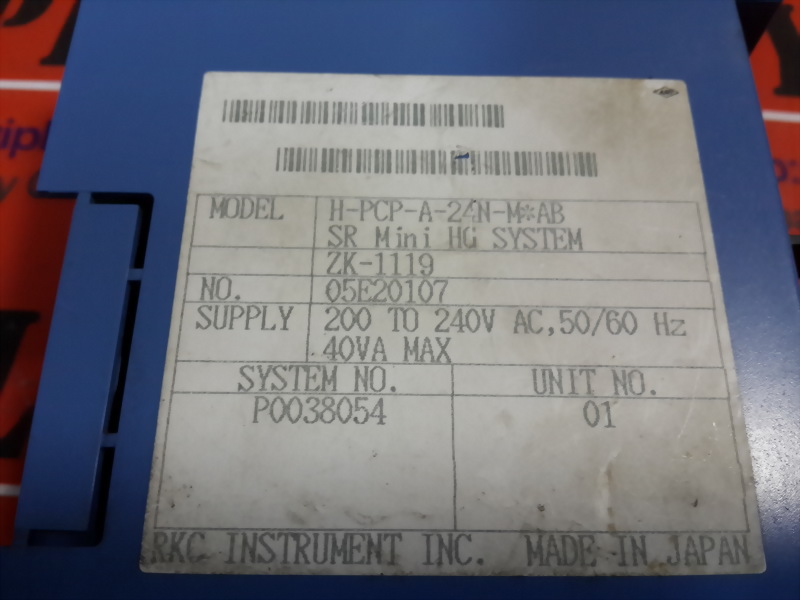 MODEL H-PCP-A-24N-M*AB
SR Mini HG SYSTEM
ZK-1119
NO. 05E20107
SUPPLY 200 TO 240V AC,50/60 Hz
40VA MAX
SYSTEM NO. UNIT NO.
P0038054 01
RKC INSTRUMENT INC. MADE IN JAPAN